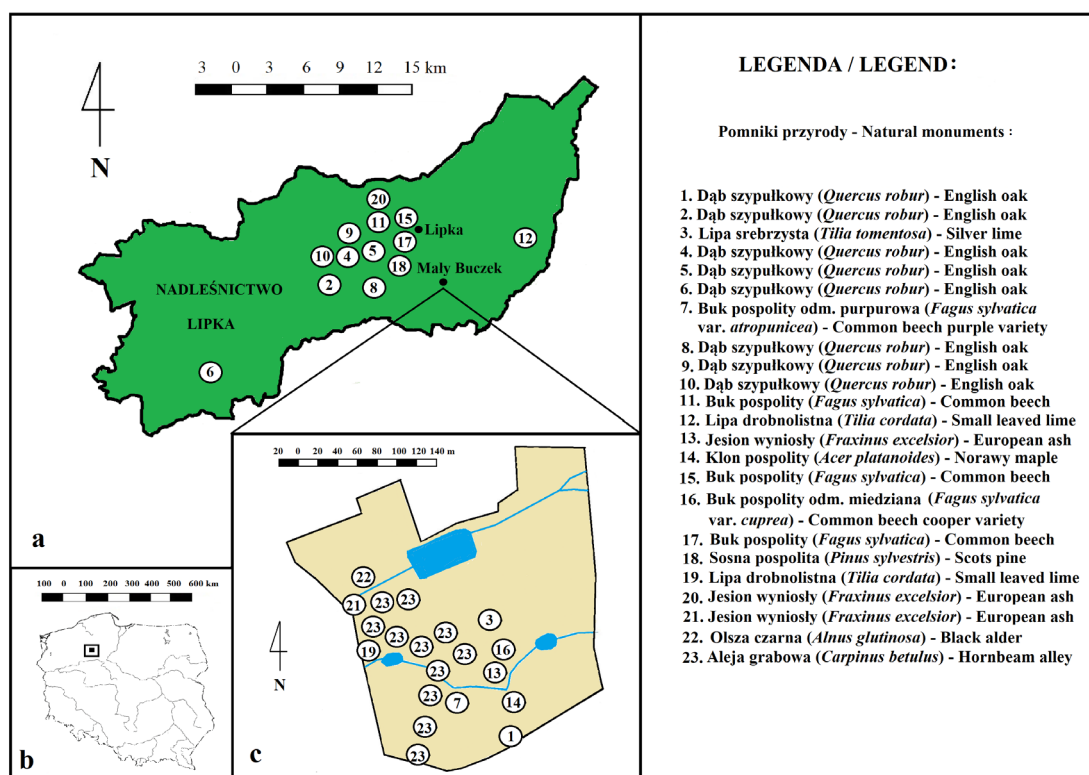 3 0 3 6 9 12 15 km
N
20
11
15
Lipka
9
17
12
10
4
5
18
Mały Buczek
2
8
NADLEŚNICTWO
LIPKA
6
a
100 0 100 200 300 400 500 600 km
b
20 0 20 40 60 80 100 120 140 m
22
21
23
23
3
23
23
23
23
19
23
16
23
13
N
23
7
14
23
1
23
c
LEGENDA / LEGEND:
Pomniki przyrody - Natural monuments :
1. Dąb szypułkowy (Quercus robur) - English oak
2. Dąb szypułkowy (Quercus robur) - English oak
3. Lipa srebrzysta (Tilia tomentosa) - Silver lime
4. Dąb szypułkowy (Quercus robur) - English oak
5. Dąb szypułkowy (Quercus robur) - English oak
6. Dąb szypułkowy (Quercus robur) - English oak
7. Buk pospolity odm. purpurowa (Fagus sylvatica
var. atropunicea) - Common beech purple variety
8. Dąb szypułkowy (Quercus robur) - English oak
9. Dąb szypułkowy (Quercus robur) - English oak
10. Dąb szypułkowy (Quercus robur) - English oak
11. Buk pospolity (Fagus sylvatica) - Common beech
12. Lipa drobnolistna (Tilia cordata) - Small leaved lime
13. Jesion wyniosły (Fraxinus excelsior) - European ash
14. Klon pospolity (Acer platanoides) - Norawy maple
15. Buk pospolity (Fagus sylvatica) - Common beech
16. Buk pospolity odm. miedziana (Fagus sylvatica
var. cuprea) - Common beech cooper variety
17. Buk pospolity (Fagus sylvatica) - Common beech
18. Sosna pospolita (Pinus sylvestris) - Scots pine
19. Lipa drobnolistna (Tilia cordata) - Small leaved lime
20. Jesion wyniosły (Fraxinus excelsior) - European ash
21. Jesion wyniosły (Fraxinus excelsior) - European ash
22. Olsza czarna (Alnus glutinosa) - Black alder
23. Aleja grabowa (Carpinus betulus) - Hornbeam alley